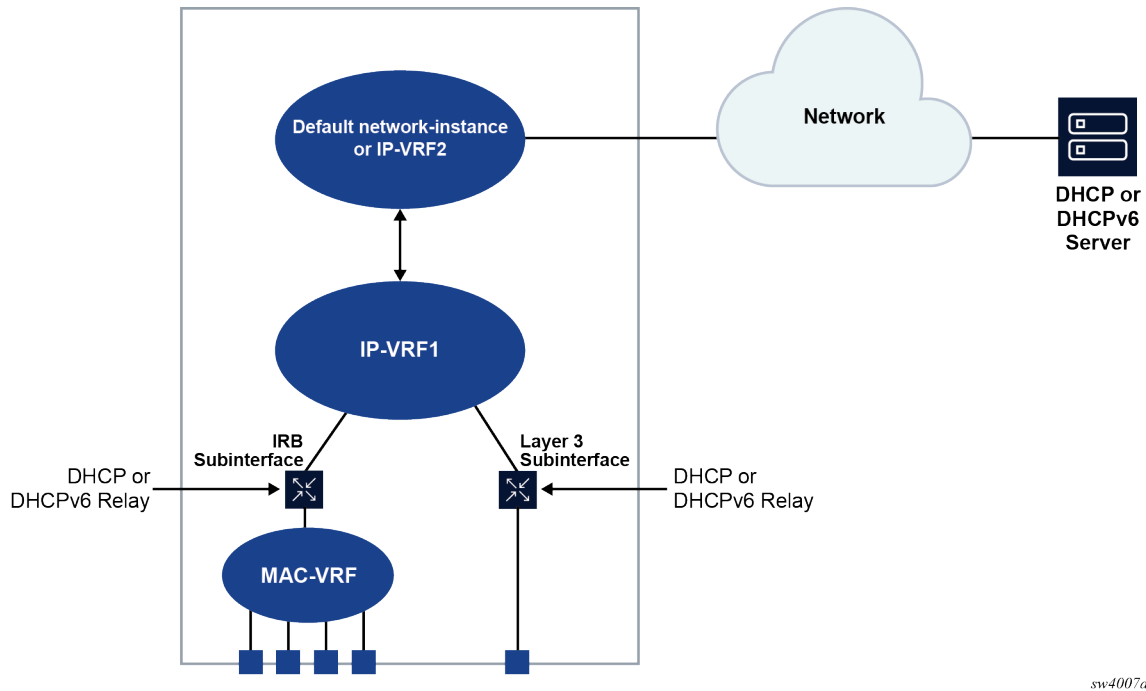 Default network-instance
or IP-VRF2
Network
DHCP or
DHCPv6
Server
IP-VRF1
IRB
Subinterface
Layer 3
Subinterface
DHCP or
DHCPv6 Relay
DHCP or
DHCPv6 Relay
MAC-VRF
sw4007a